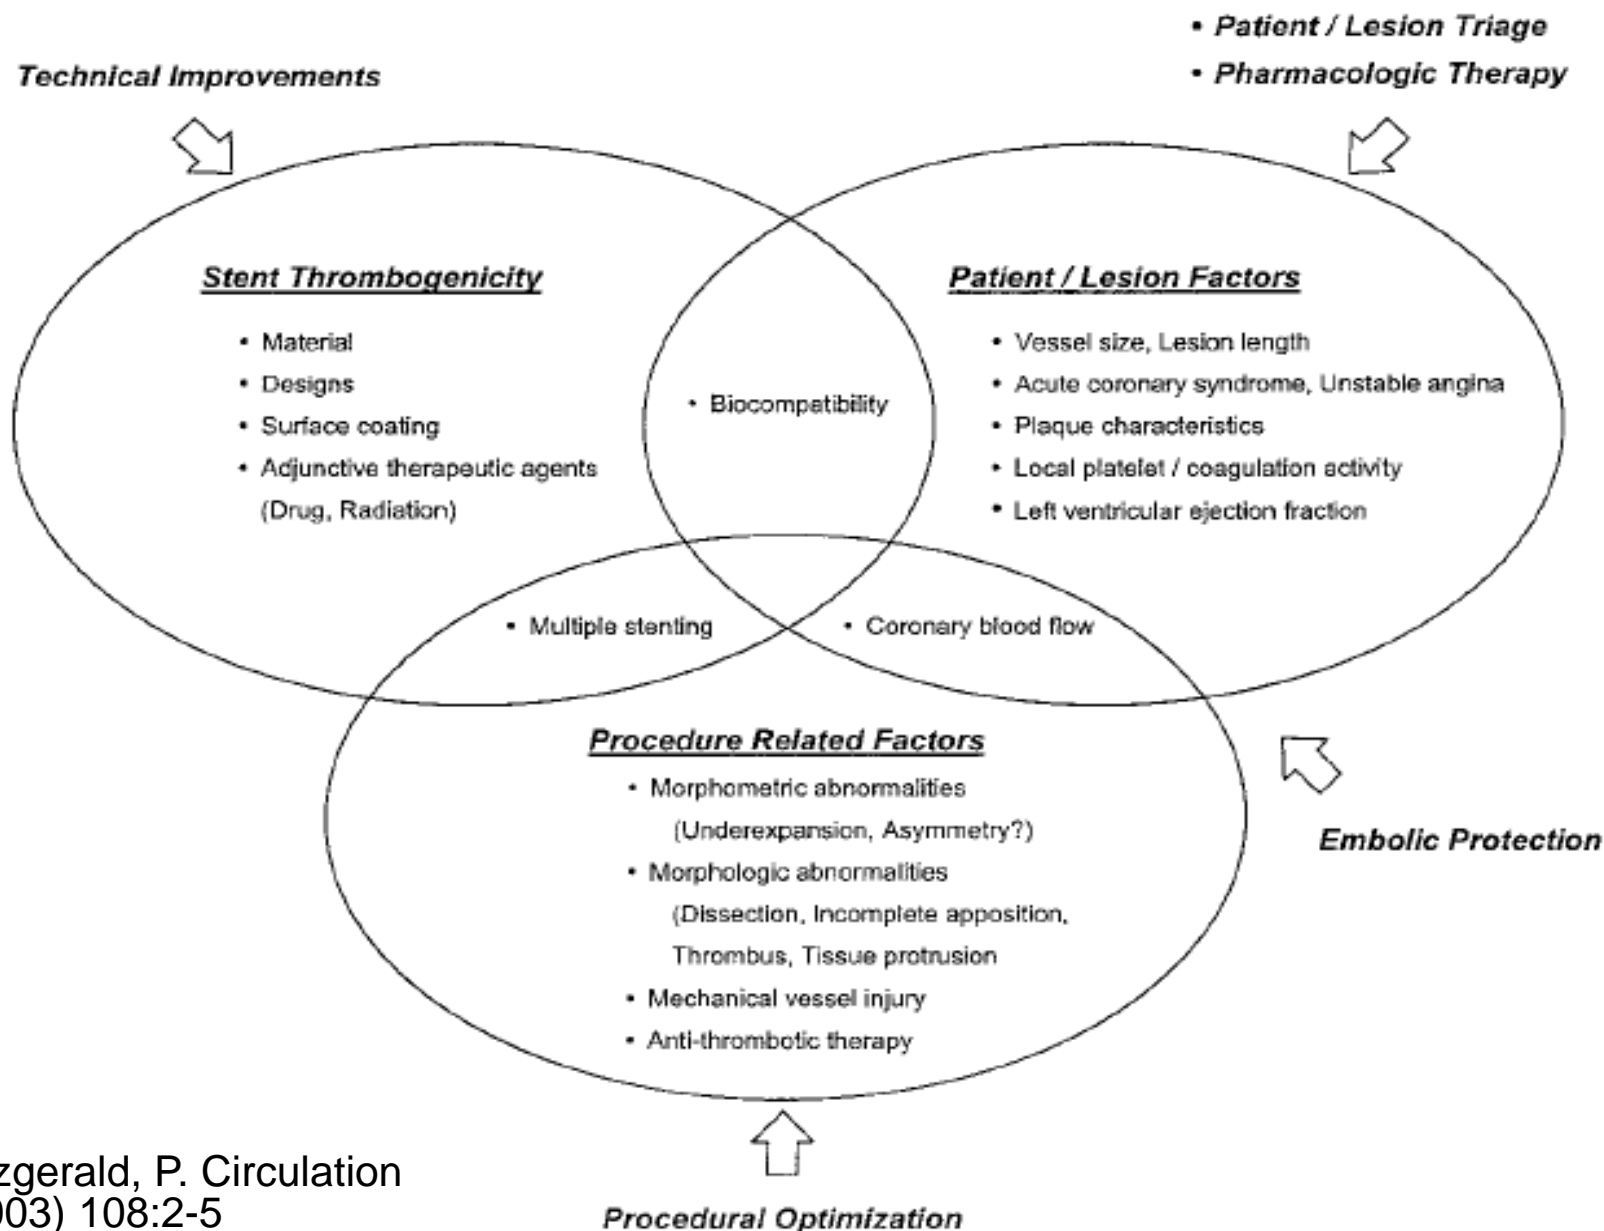 Technical Improvements
• Patient / Lesion Triage
• Pharmacologic Therapy
Stent Thrombogenicity
• Material
• Designs
• Surface coating
• Adjunctive therapeutic agents
(Drug, Radiation)
• Biocompatibility
Patient / Lesion Factors
• Vessel size, Lesion length
• Acute coronary syndrome, Unstable angina
• Plaque characteristics
• Local platelet / coagulation activity
• Left ventricular ejection fraction
• Multiple stenting
• Coronary blood flow
Procedure Related Factors
• Morphometric abnormalities
(Underexpansion, Asymmetry?)
• Morphologic abnormalities
(Dissection, Incomplete apposition,
Thrombus, Tissue protrusion
• Mechanical vessel injury
• Anti-thrombotic therapy
Embolic Protection
Procedural Optimization
zgerald, P. Circulation
003) 108:2-5